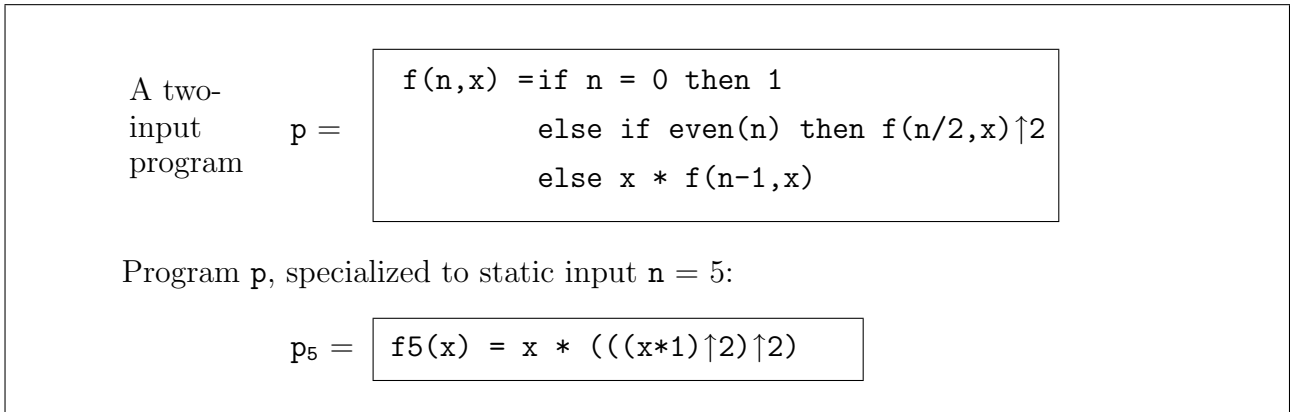 A two-
input
program
p =
f(n,x) =if n = 0 then 1
else if even(n) then f(n/2,x)↑2
else x * f(n-1,x)
Program p, specialized to static input n = 5:
p₅ = f5(x) = x * (((x*1)↑2)↑2)